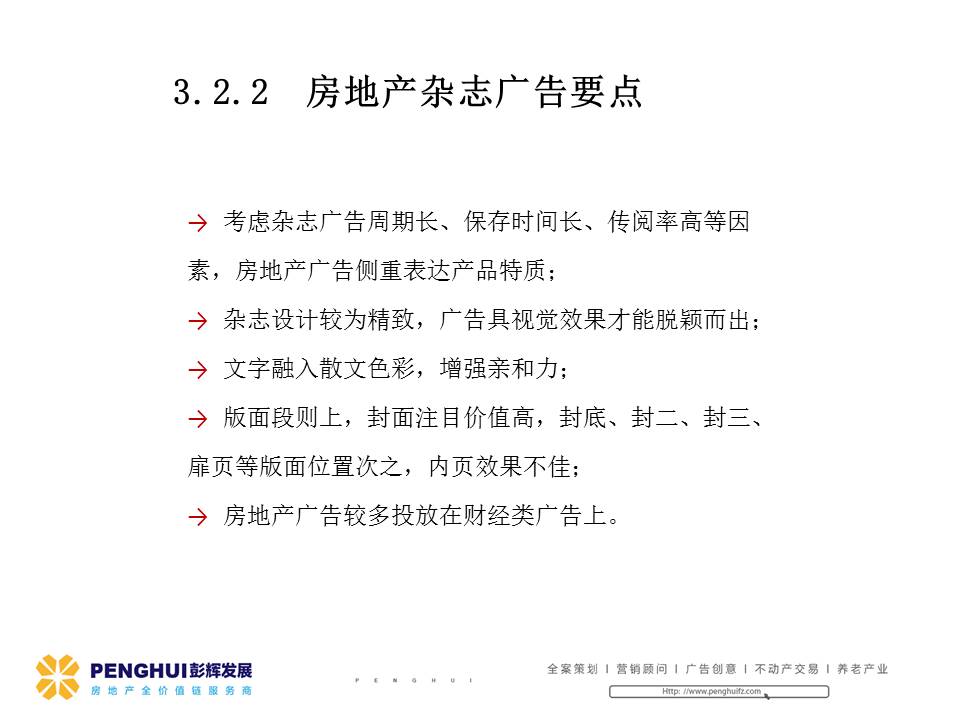 3.2.2 房地产杂志广告要点
→ 考虑杂志广告周期长、保存时间长、传阅率高等因
素，房地产广告侧重表达产品特质；
→ 杂志设计较为精致，广告具视觉效果才能脱颖而出；
→ 文字融入散文色彩，增强亲和力；
→ 版面段则上，封面注目价值高，封底、封二、封三、
扉页等版面位置次之，内页效果不佳；
→ 房地产广告较多投放在财经类广告上。
PENGHUI彭辉发展
房地产全价值链服务商
PENGHUI
全案策划 I 营销顾问 I 广告创意 I 不动产交易 I 养老产业
Http: //www.penghuifz.com